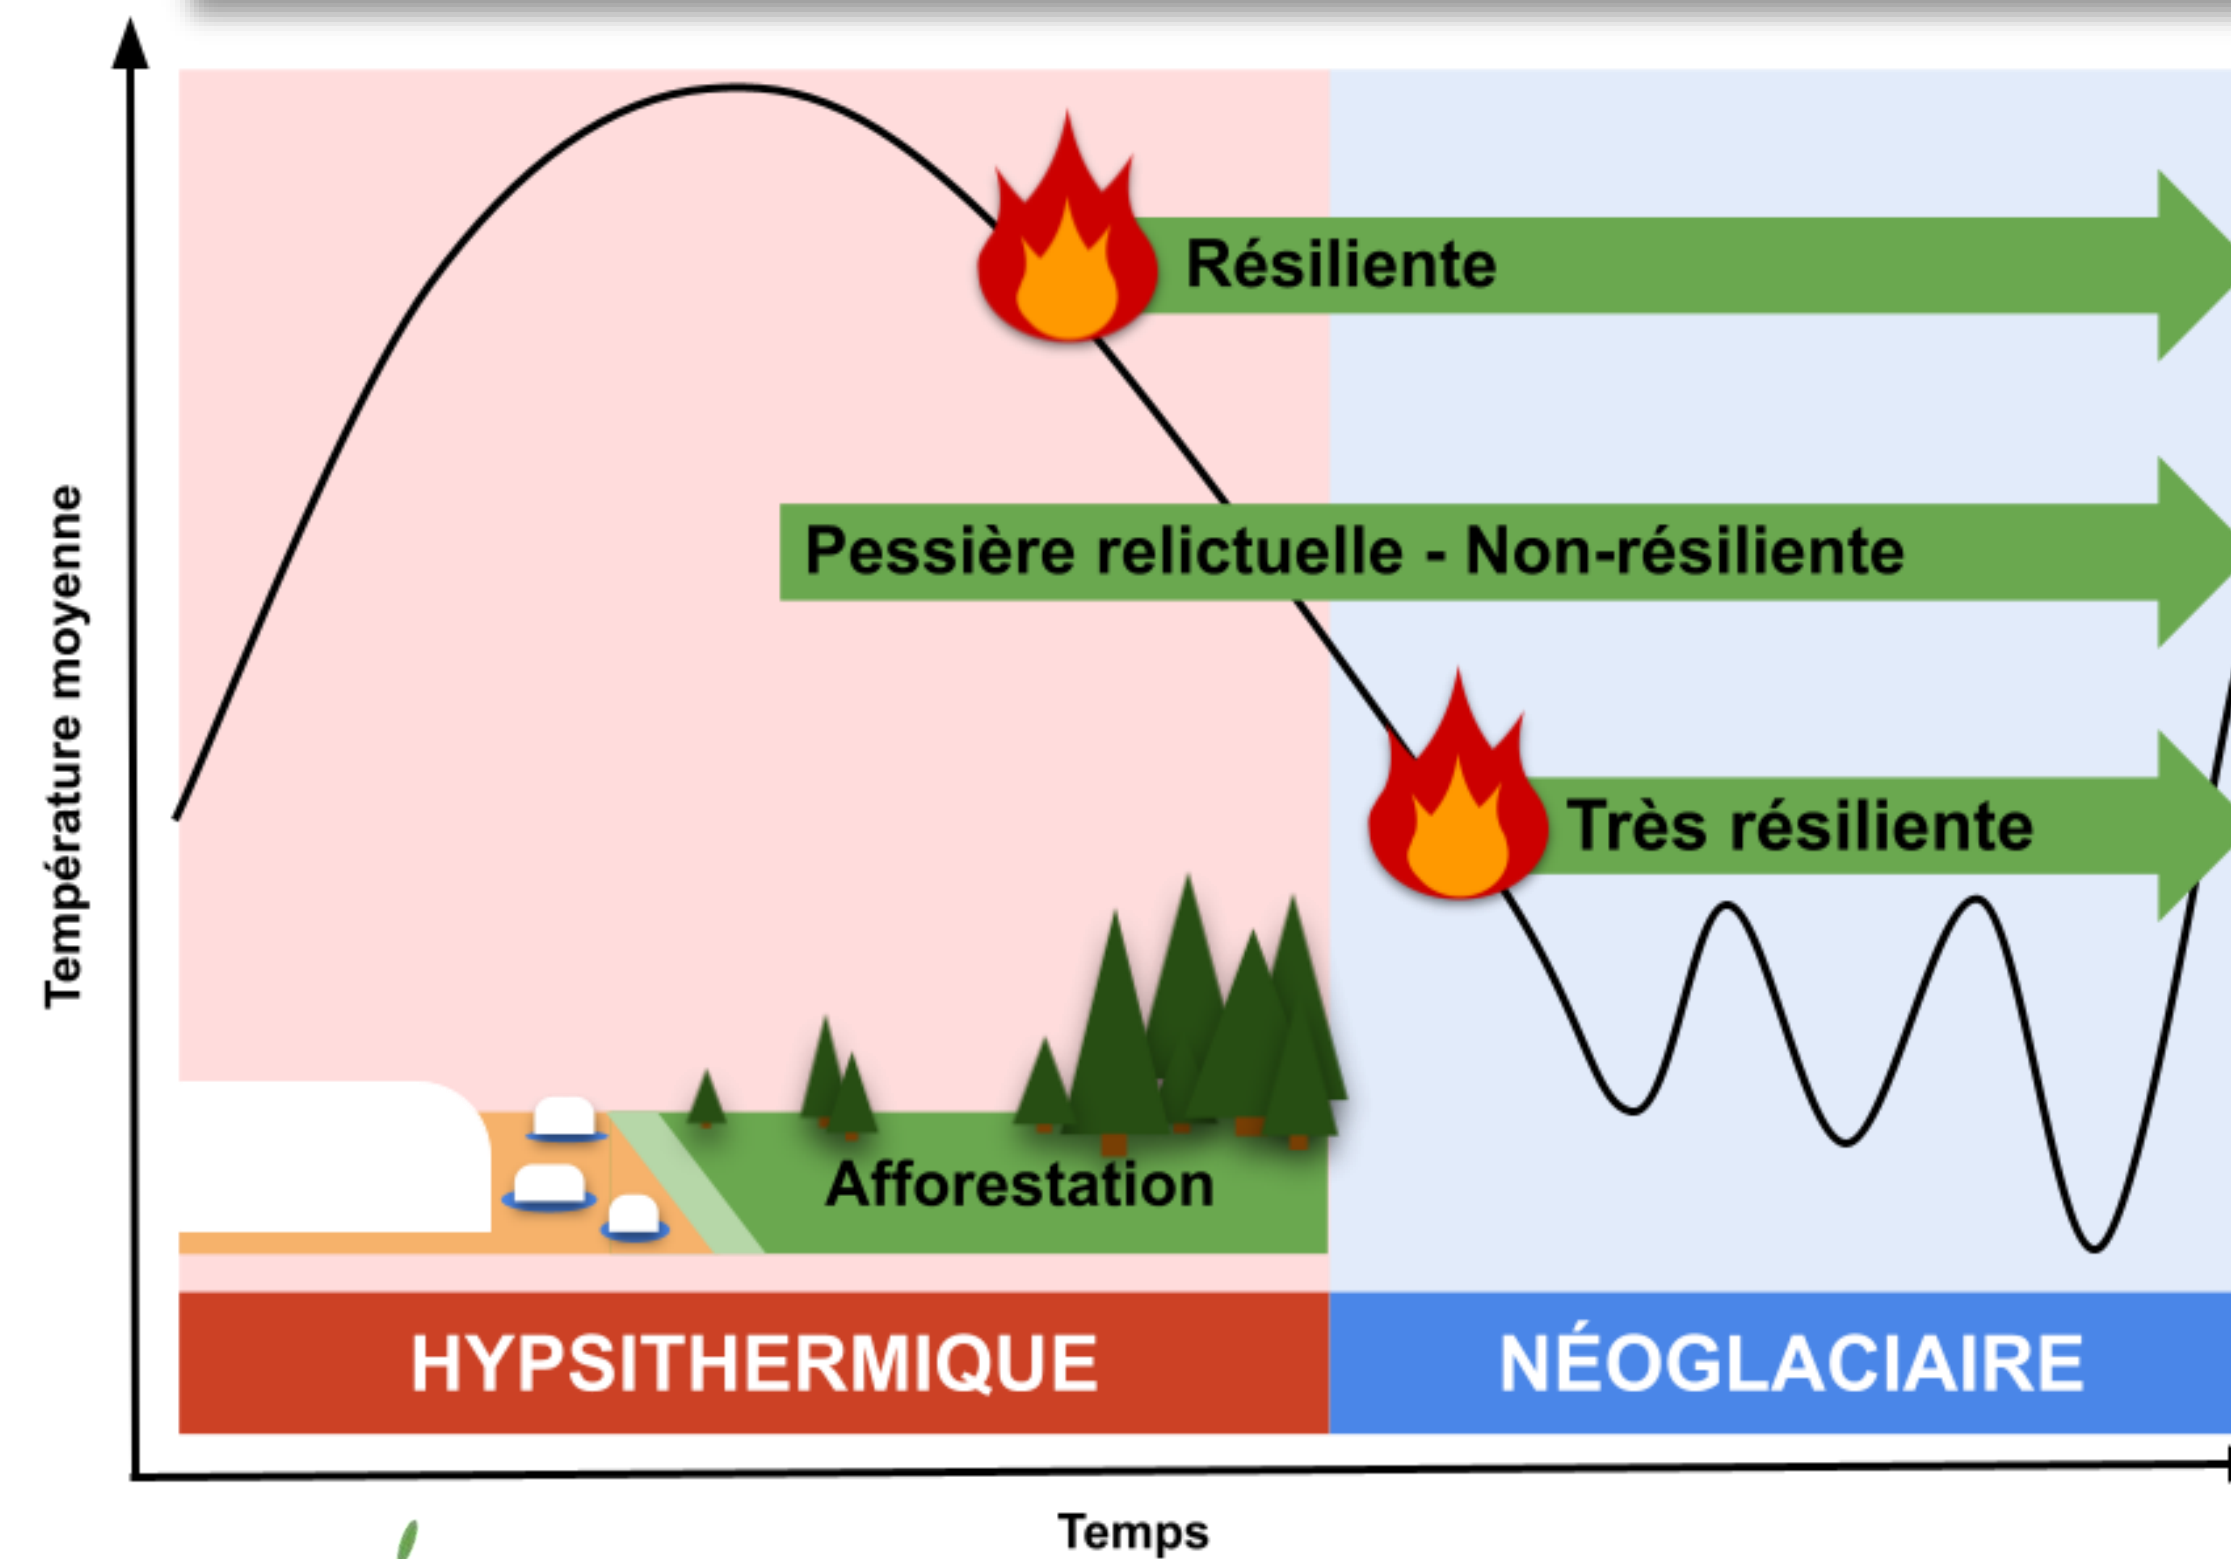 Résiliente
Pessière relictuelle - Non-résiliente
Très résiliente
Température moyenne
Afforestation
HYPSITHERMIQUE
NÉOGLACIAIRE
Temps